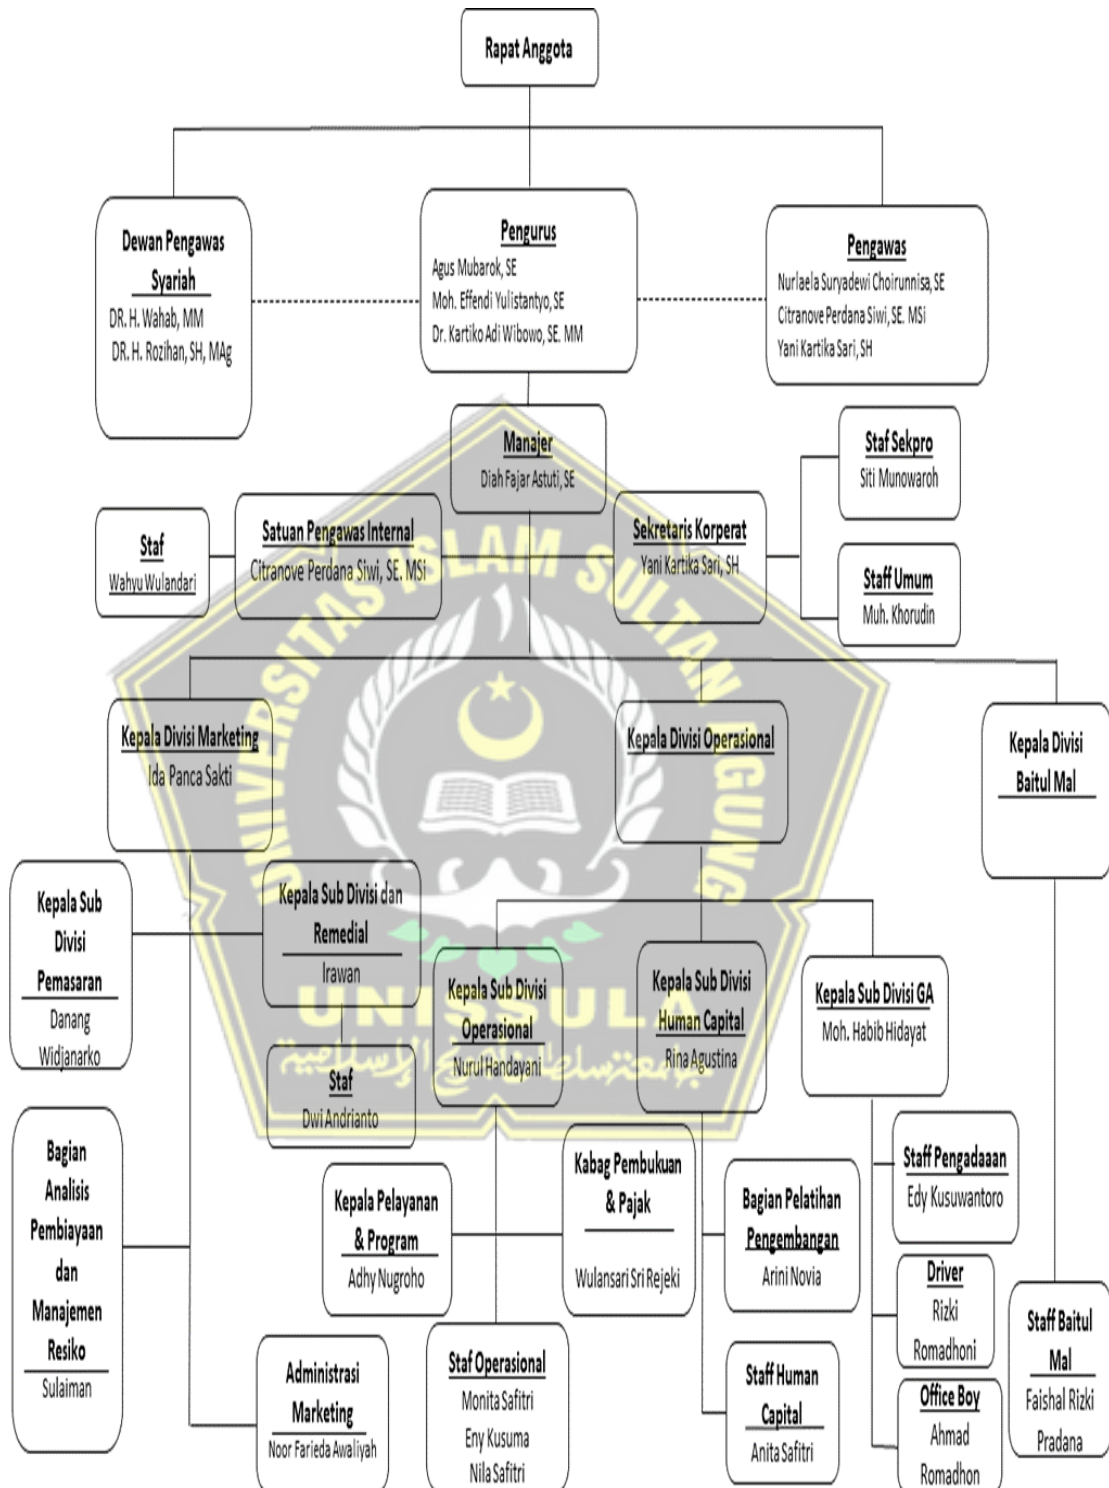 Rapat Anggota
Dewan Pengawas
Syariah
DR. H. Wahab, MM
DR. H. Rozihan, SH, MAg
Pengurus
Agus Mubarok, SE
Moh. Effendi Yulistantyo, SE
Dr. Kartiko Adi Wibowo, SE. MM
Pengawas
Nurlaela Suryadewi Choirunnisa, SE
Citranove Perdana Siwi, SE. MSi
Yani Kartika Sari, SH
Manajer
Diah Fajar Astuti, SE
Staf
Wahyu Wulandari
Satuan Pengawas Internal
Citranove Perdana Siwi, SE. MSi
Sekretaris Korperat
Yani Kartika Sari, SH
Staf Sekpro
Siti Munowaroh
Staff Umum
Muh. Khorudin
UNIVERSITAS ISLAM SULTAN AGUNG
Kepala Divisi Marketing
Ida Panca Sakti
Kepala Divisi Operasional
Kepala Divisi
Baitul Mal
Kepala Sub
Divisi
Pemasaran
Danang
Widjanarko
Kepala Sub Divisi dan
Remedial
Irawan
Staf
Dwi Andrianto
Kepala Sub Divisi
Operasional
Nurul Handayani
Kepala Sub Divisi
Human Capital
Rina Agustina
Kepala Sub Divisi GA
Moh. Habib Hidayat
UNISSULA
جامعتنسلطان أجونج الإسلامية
Bagian
Analisis
Pembiayaan
dan
Manajemen
Resiko
Sulaiman
Administrasi
Marketing
Noor Farieda Awaliyah
Kepala Pelayanan
& Program
Adhy Nugroho
Kabag Pembukuan
& Pajak
Wulansari Sri Rejeki
Staf Operasional
Monita Safitri
Eny Kusuma
Nila Safitri
Bagian Pelatihan
Pengembangan
Arini Novia
Staff Human
Capital
Anita Safitri
Staff Pengadaaan
Edy Kusuwantoro
Driver
Rizki
Romadhoni
Office Boy
Ahmad
Romadhon
Staff Baitul
Mal
Faishal Rizki
Pradana